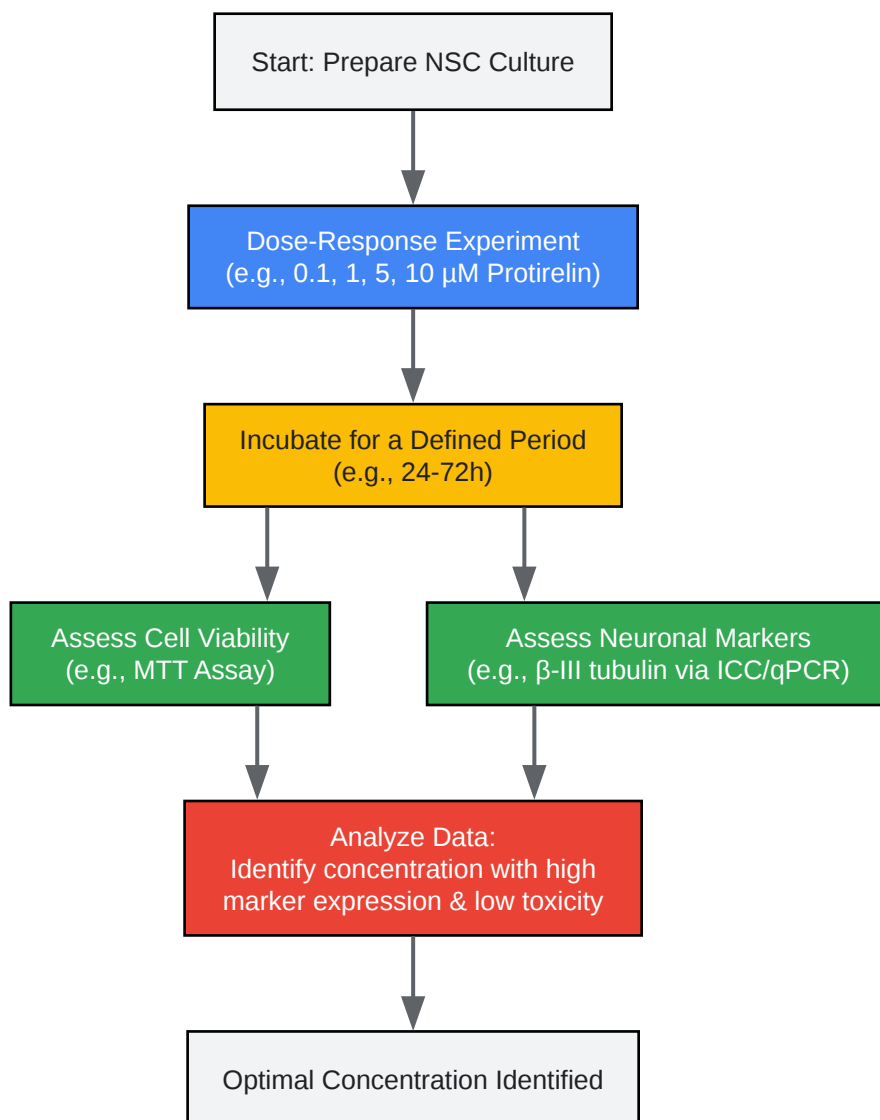 Start: Prepare NSC Culture
Dose-Response Experiment
(e.g., 0.1, 1, 5, 10 µM Protirelin)
Incubate for a Defined Period
(e.g., 24-72h)
Assess Cell Viability
(e.g., MTT Assay)
Assess Neuronal Markers
(e.g., β-III tubulin via ICC/qPCR)
Analyze Data:
Identify concentration with high
marker expression & low toxicity
Optimal Concentration Identified